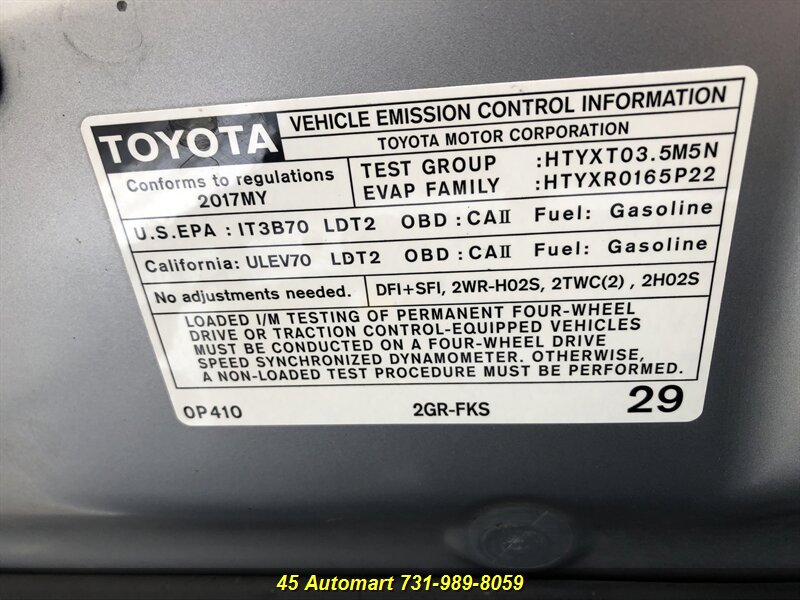 TOYOTA
VEHICLE EMISSION CONTROL INFORMATION
TOYOTA MOTOR CORPORATION
Conforms to regulations
2017MY
TEST GROUP :HTYXT03.5M5N
EVAP FAMILY :HTYXR0165P22
U.S.EPA : IT3B70 LDT2 OBD : CAII Fuel: Gasoline
California: ULEV70 LDT2 OBD : CAII Fuel: Gasoline
No adjustments needed. DFI+SFI, 2WR-HO2S, 2TWC(2) , 2HO2S
LOADED I/M TESTING OF PERMANENT FOUR-WHEEL
DRIVE OR TRACTION CONTROL-EQUIPPED VEHICLES
MUST BE CONDUCTED ON A FOUR-WHEEL DRIVE
SPEED SYNCHRONIZED DYNAMOMETER. OTHERWISE,
A NON-LOADED TEST PROCEDURE MUST BE PERFORMED.
0P410 2GR-FKS 29
45 Automart 731-989-8059